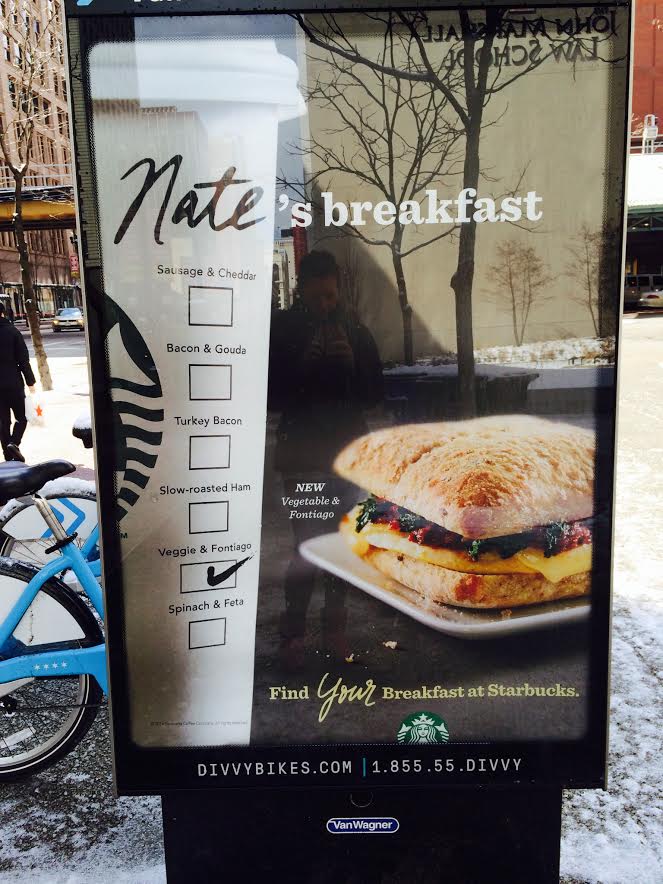 JOHN MARSHALL
LAW SCHOOL
Nate's breakfast
Sausage & Cheddar
Bacon & Gouda
Turkey Bacon
Slow-roasted Ham
Veggie & Fontiago
Spinach & Feta
NEW
Vegetable &
Fontiago
Find Your Breakfast at Starbucks.
DIVVYBIKES.COM | 1.855.55.DIVVY
VanWagner